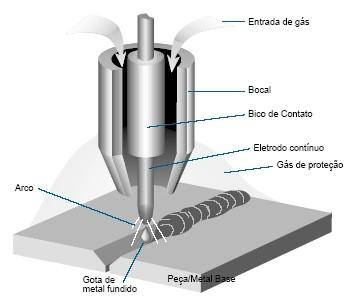 Entrada de gás
Bocal
Bico de Contato
Eletrodo contínuo
Gás de proteção
Arco
Gota de
metal fundido
Peça/Metal Base